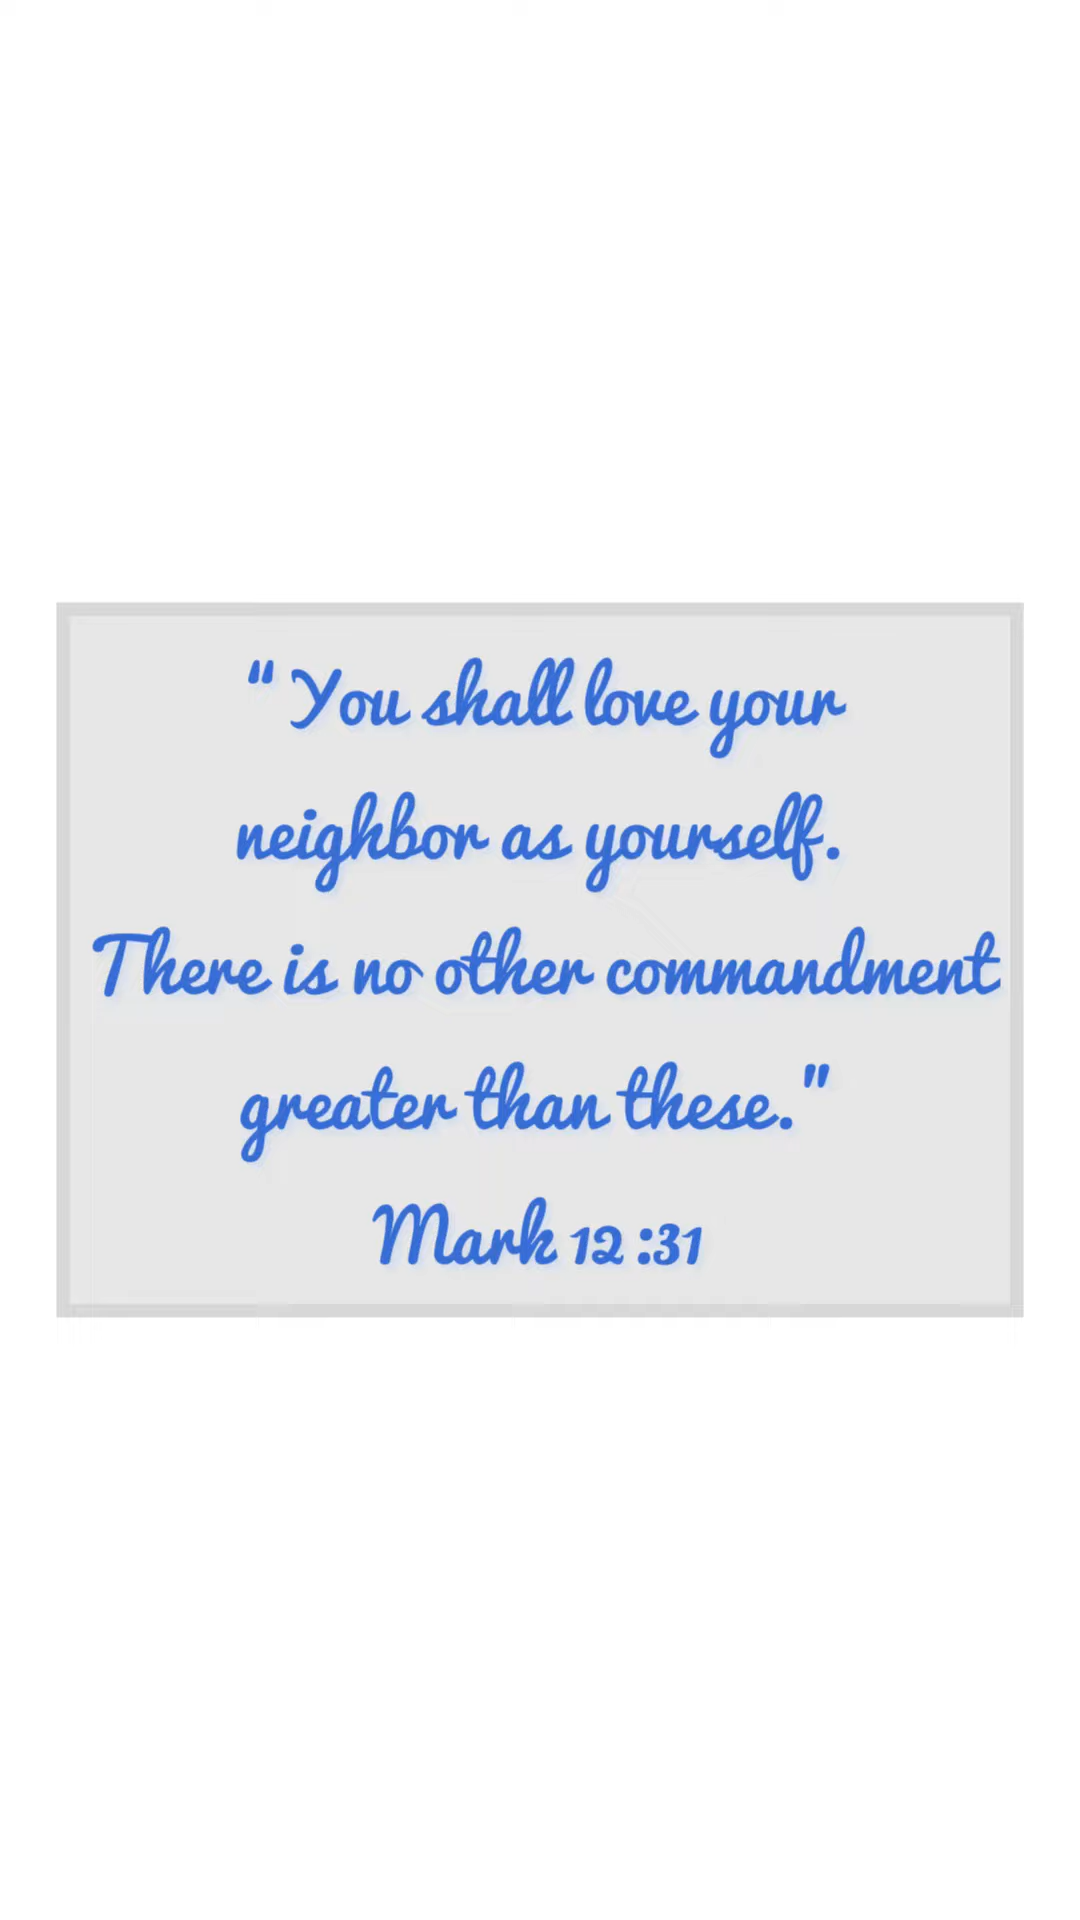 “ You shall love your
neighbor as yourself.
There is no other commandment
greater than these."
Mark 12 :31